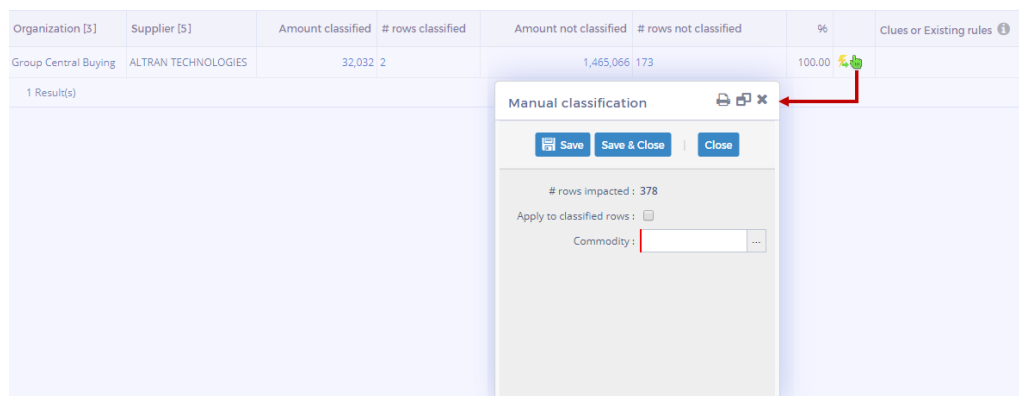 Organization [3] Supplier [5] Amount classified # rows classified Amount not classified # rows not classified % Clues or Existing rules
Group Central Buying ALTRAN TECHNOLOGIES 32,032 2 1,465,066 173 100.00
1 Result(s)
Manual classification
Save Save & Close | Close
# rows impacted : 378
Apply to classified rows :
Commodity : ...